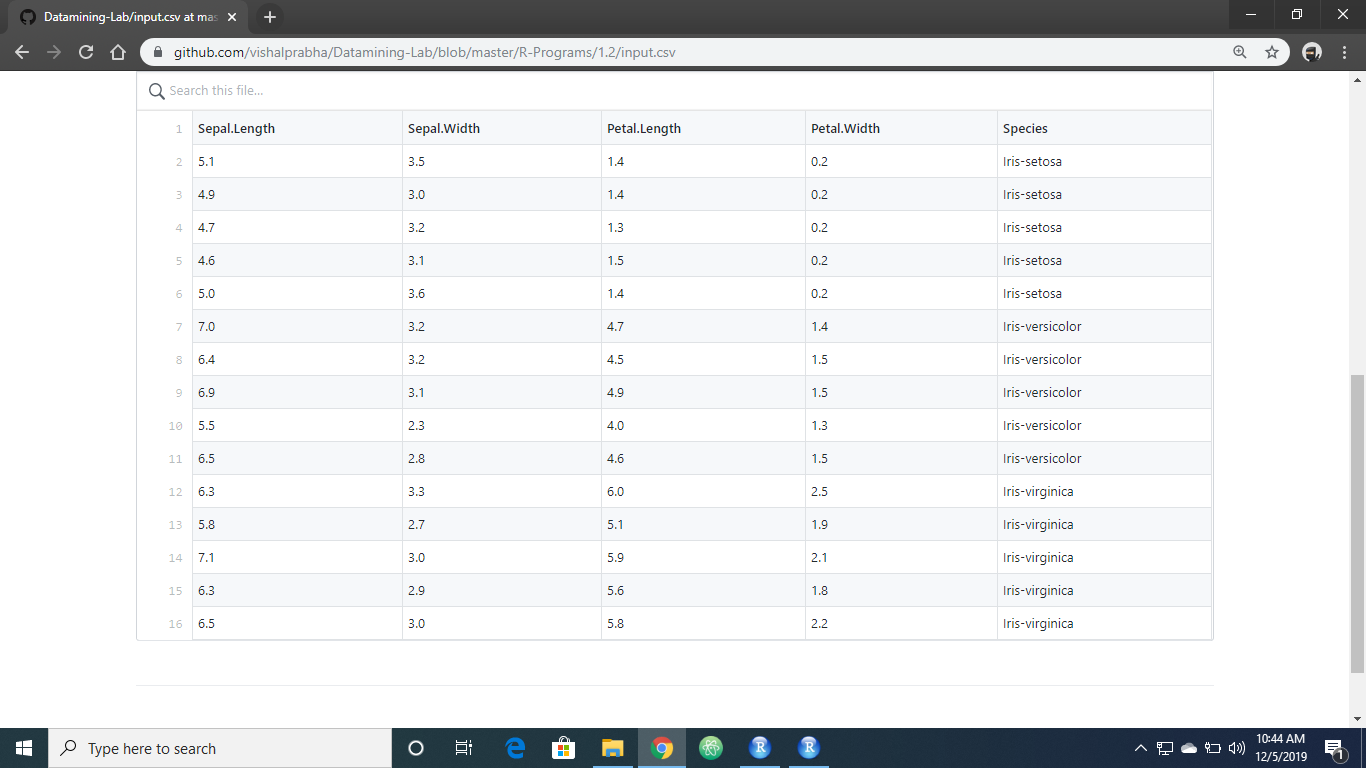 Datamining-Lab/input.csv at mas
github.com/vishalprabha/Datamining-Lab/blob/master/R-Programs/1.2/input.csv
Search this file...
1 Sepal.Length Sepal.Width Petal.Length Petal.Width Species
2 5.1 3.5 1.4 0.2 Iris-setosa
3 4.9 3.0 1.4 0.2 Iris-setosa
4 4.7 3.2 1.3 0.2 Iris-setosa
5 4.6 3.1 1.5 0.2 Iris-setosa
6 5.0 3.6 1.4 0.2 Iris-setosa
7 7.0 3.2 4.7 1.4 Iris-versicolor
8 6.4 3.2 4.5 1.5 Iris-versicolor
9 6.9 3.1 4.9 1.5 Iris-versicolor
10 5.5 2.3 4.0 1.3 Iris-versicolor
11 6.5 2.8 4.6 1.5 Iris-versicolor
12 6.3 3.3 6.0 2.5 Iris-virginica
13 5.8 2.7 5.1 1.9 Iris-virginica
14 7.1 3.0 5.9 2.1 Iris-virginica
15 6.3 2.9 5.6 1.8 Iris-virginica
16 6.5 3.0 5.8 2.2 Iris-virginica
Type here to search
R
R
10:44 AM
12/5/2019
1